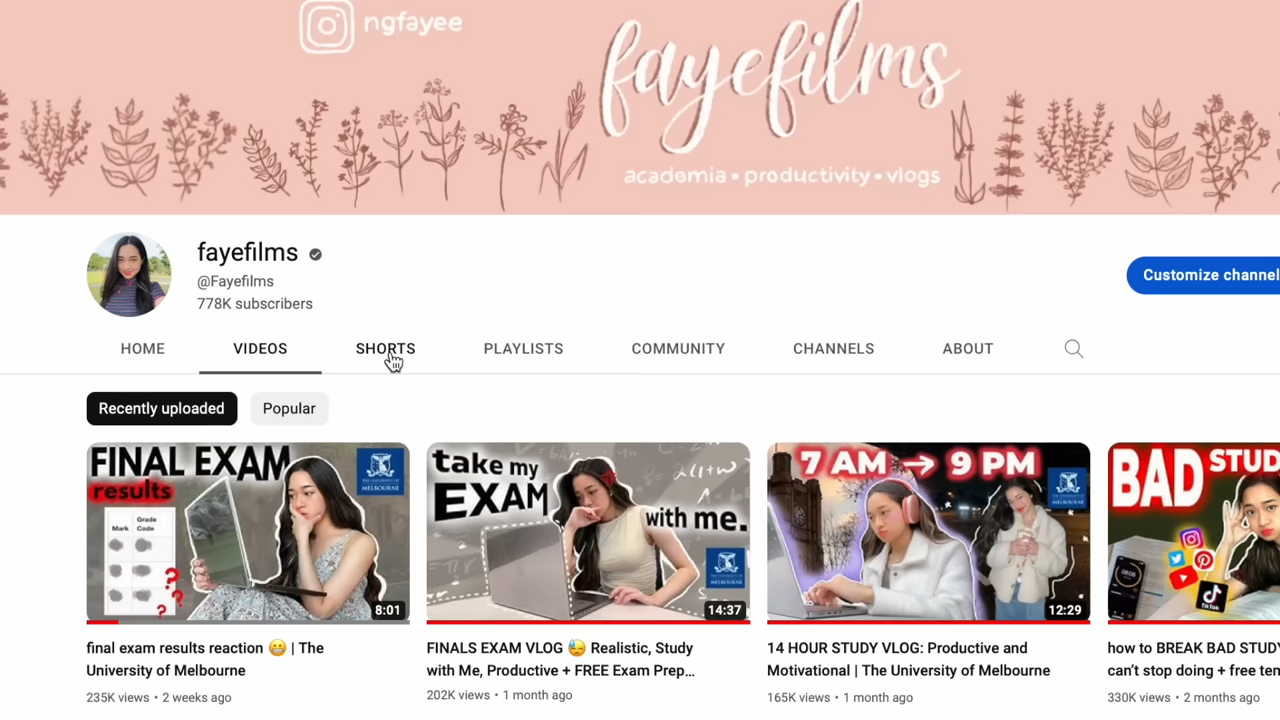 ngfayee
fayefilms
academia • productivity • vlogs
fayefilms
@Fayefilms
778K subscribers
Customize channel
HOME VIDEOS SHORTS PLAYLISTS COMMUNITY CHANNELS ABOUT
Recently uploaded Popular
FINAL EXAM
results
Mark Grade Code
???
8:01
take my
EXAM
with me.
14:37
7 AM → 9 PM
12:29
BAD STUD
TikTok
final exam results reaction 😬 | The
University of Melbourne
235K views • 2 weeks ago
FINALS EXAM VLOG 😓 Realistic, Study
with Me, Productive + FREE Exam Prep...
202K views • 1 month ago
14 HOUR STUDY VLOG: Productive and
Motivational | The University of Melbourne
165K views • 1 month ago
how to BREAK BAD STUDY
can't stop doing + free ten
330K views • 2 months ago